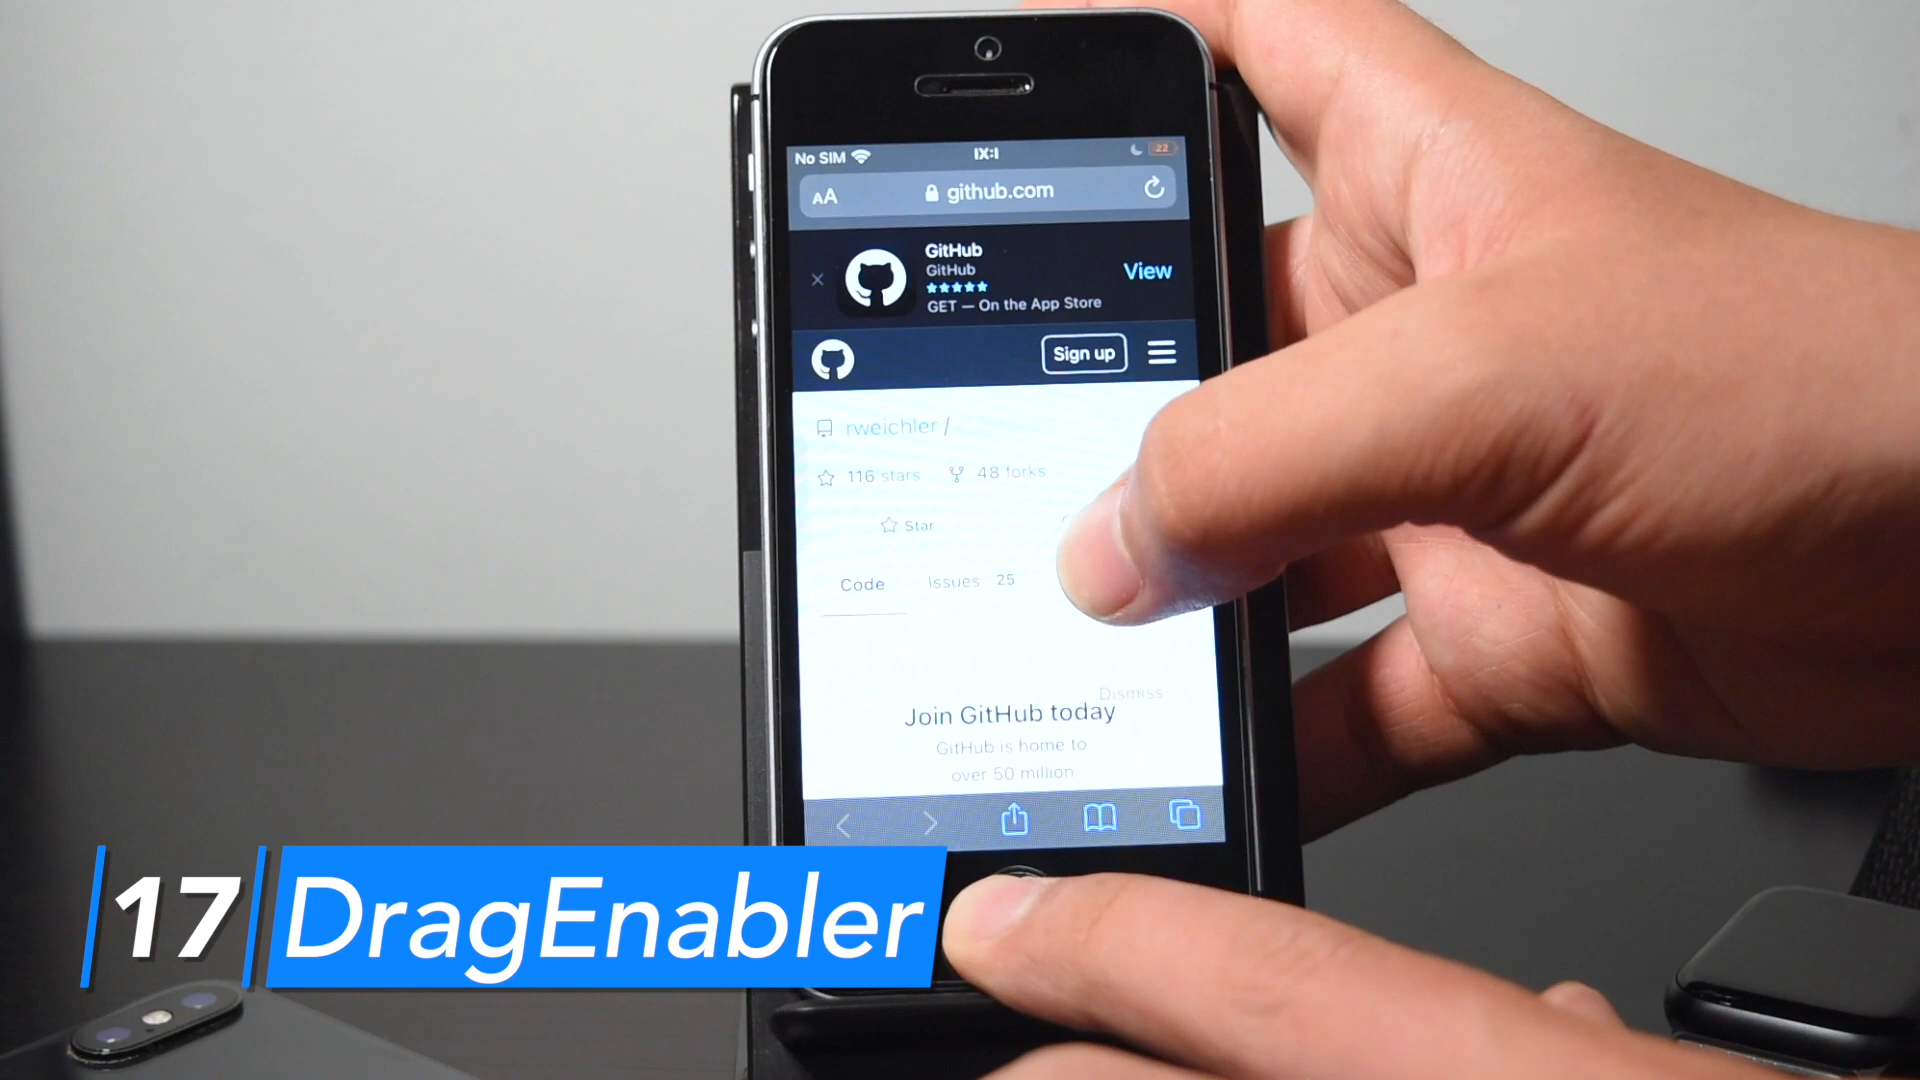 No SIM IX:I 22
AA github.com
GitHub
GitHub
View
GET — On the App Store
Sign up
rweichler /
116 stars 48 forks
Star
Code Issues 25
Dismiss
Join GitHub today
GitHub is home to
over 50 million
17 DragEnabler